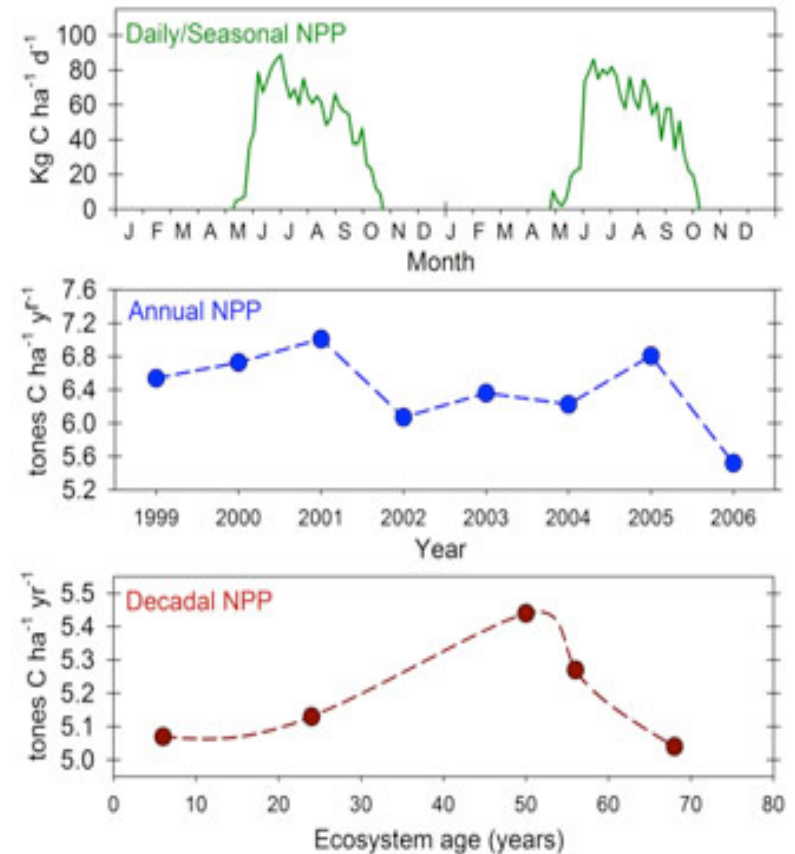 Daily/Seasonal NPP
Kg C ha⁻¹ d⁻¹
100
80
60
40
20
0
J F M A M J J A S O N D J F M A M J J A S O N D
Month
Annual NPP
tones C ha⁻¹ yr⁻¹
7.6
7.2
6.8
6.4
6.0
5.6
5.2
1999 2000 2001 2002 2003 2004 2005 2006
Year
Decadal NPP
tones C ha⁻¹ yr⁻¹
5.5
5.4
5.3
5.2
5.1
5.0
0 10 20 30 40 50 60 70 80
Ecosystem age (years)